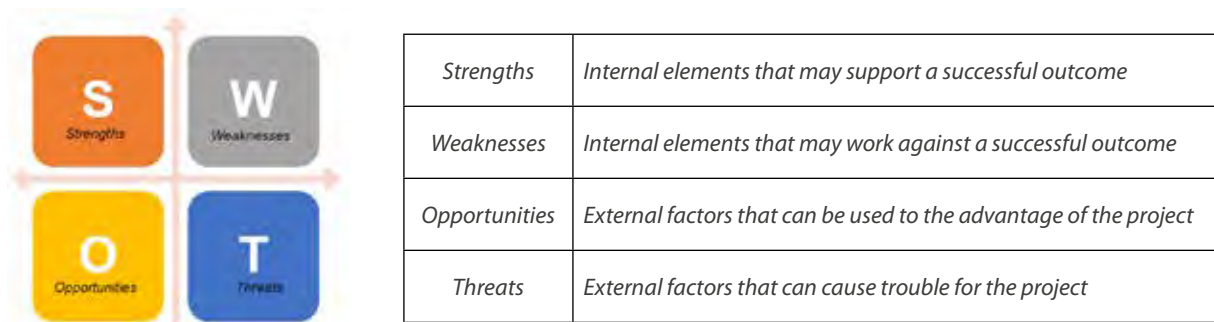 S
Strengths
W
Weaknesses
O
Opportunities
T
Threats
Strengths Internal elements that may support a successful outcome
Weaknesses Internal elements that may work against a successful outcome
Opportunities External factors that can be used to the advantage of the project
Threats External factors that can cause trouble for the project